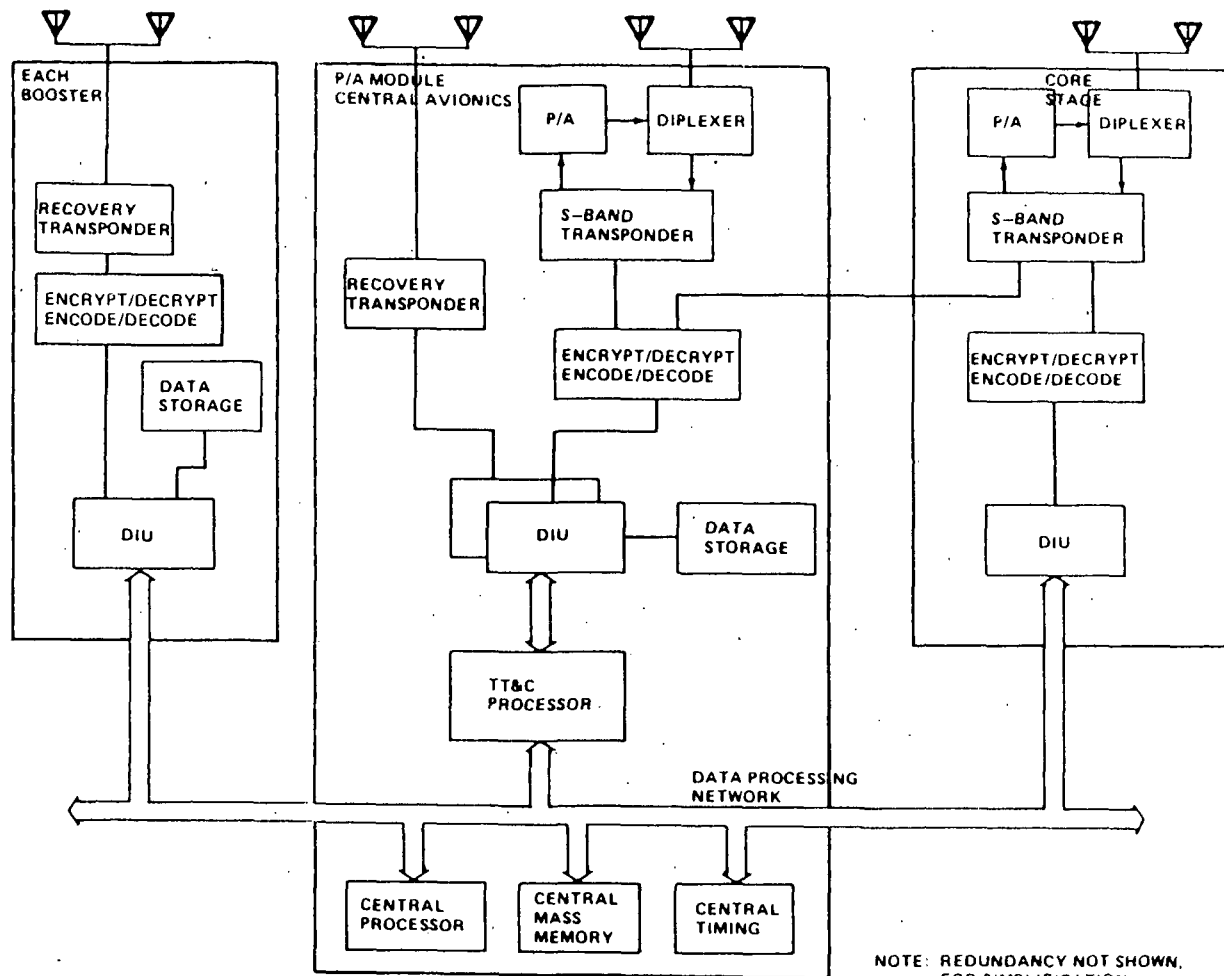 EACH
BOOSTER
RECOVERY
TRANSPONDER
ENCRYPT/DECRYPT
ENCODE/DECODE
DATA
STORAGE
DIU
P/A MODULE
CENTRAL AVIONICS
P/A
DIPLEXER
S-BAND
TRANSPONDER
RECOVERY
TRANSPONDER
ENCRYPT/DECRYPT
ENCODE/DECODE
DIU
DATA
STORAGE
TT&C
PROCESSOR
DATA PROCESSING
NETWORK
CENTRAL
PROCESSOR
CENTRAL
MASS
MEMORY
CENTRAL
TIMING
CORE
STAGE
P/A
DIPLEXER
S-BAND
TRANSPONDER
ENCRYPT/DECRYPT
ENCODE/DECODE
DIU
NOTE: REDUNDANCY NOT SHOWN,
FOR SIMPLIFICATION